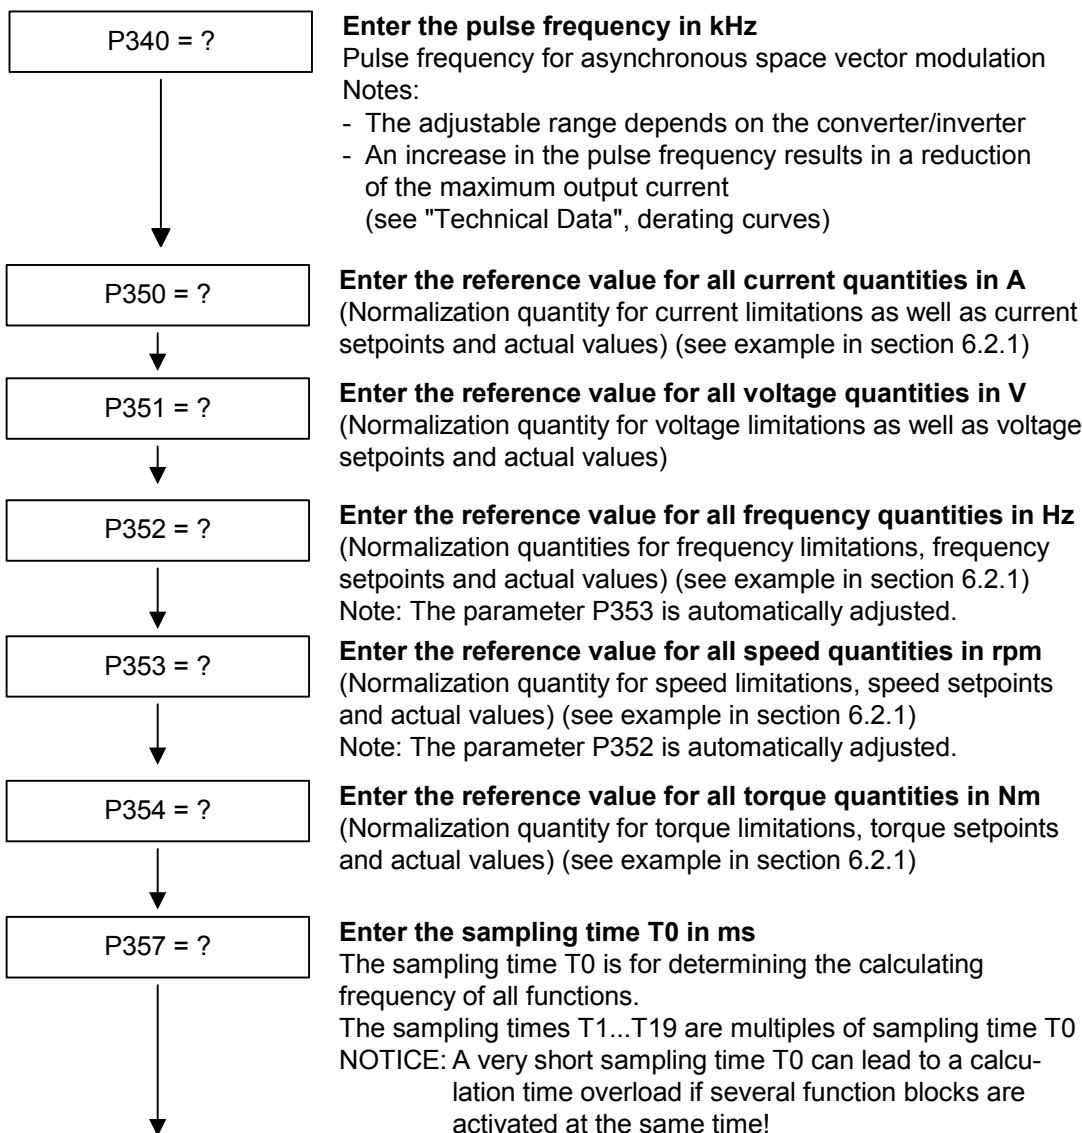 P340 = ?
Enter the pulse frequency in kHz
Pulse frequency for asynchronous space vector modulation
Notes:
- The adjustable range depends on the converter/inverter
- An increase in the pulse frequency results in a reduction
of the maximum output current
(see "Technical Data", derating curves)
P350 = ?
Enter the reference value for all current quantities in A
(Normalization quantity for current limitations as well as current
setpoints and actual values) (see example in section 6.2.1)
P351 = ?
Enter the reference value for all voltage quantities in V
(Normalization quantity for voltage limitations as well as voltage
setpoints and actual values)
P352 = ?
Enter the reference value for all frequency quantities in Hz
(Normalization quantities for frequency limitations, frequency
setpoints and actual values) (see example in section 6.2.1)
Note: The parameter P353 is automatically adjusted.
P353 = ?
Enter the reference value for all speed quantities in rpm
(Normalization quantity for speed limitations, speed setpoints
and actual values) (see example in section 6.2.1)
Note: The parameter P352 is automatically adjusted.
P354 = ?
Enter the reference value for all torque quantities in Nm
(Normalization quantity for torque limitations, torque setpoints
and actual values) (see example in section 6.2.1)
P357 = ?
Enter the sampling time T0 in ms
The sampling time T0 is for determining the calculating
frequency of all functions.
The sampling times T1...T19 are multiples of sampling time T0
NOTICE: A very short sampling time T0 can lead to a calcu-
lation time overload if several function blocks are
activated at the same time!